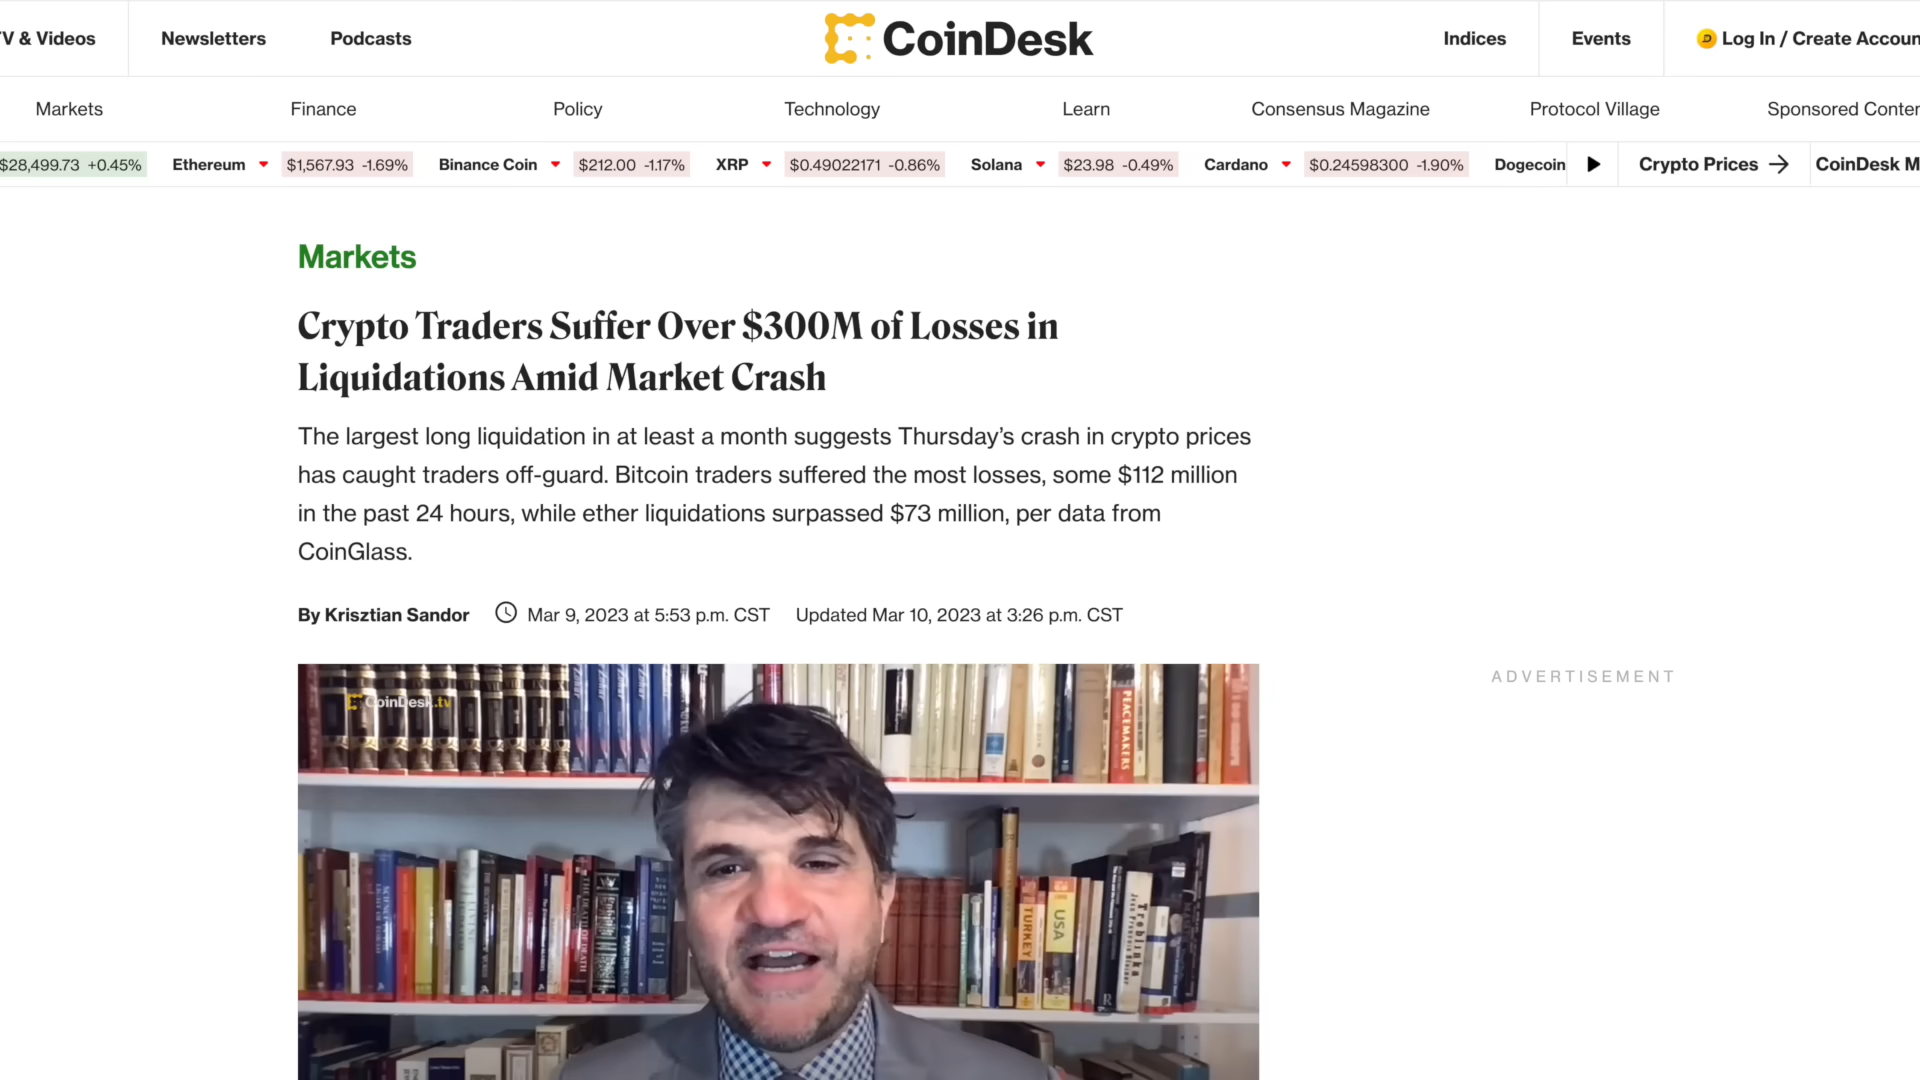 TV & Videos
Newsletters
Podcasts
CoinDesk
Indices
Events
Log In / Create Accoun
Markets
Finance
Policy
Technology
Learn
Consensus Magazine
Protocol Village
Sponsored Conten
$28,499.73 +0.45%
Ethereum $1,567.93 -1.69%
Binance Coin $212.00 -1.17%
XRP $0.49022171 -0.86%
Solana $23.98 -0.49%
Cardano $0.24598300 -1.90%
Dogecoin
Crypto Prices
CoinDesk M
Markets
Crypto Traders Suffer Over $300M of Losses in
Liquidations Amid Market Crash
The largest long liquidation in at least a month suggests Thursday’s crash in crypto prices
has caught traders off-guard. Bitcoin traders suffered the most losses, some $112 million
in the past 24 hours, while ether liquidations surpassed $73 million, per data from
CoinGlass.
By Krisztian Sandor Mar 9, 2023 at 5:53 p.m. CST Updated Mar 10, 2023 at 3:26 p.m. CST
ADVERTISEMENT
CoinDesk.tv
PEACEMAKERS
TURKEY
USA
Treblinka
THE DEATH OF DEATH